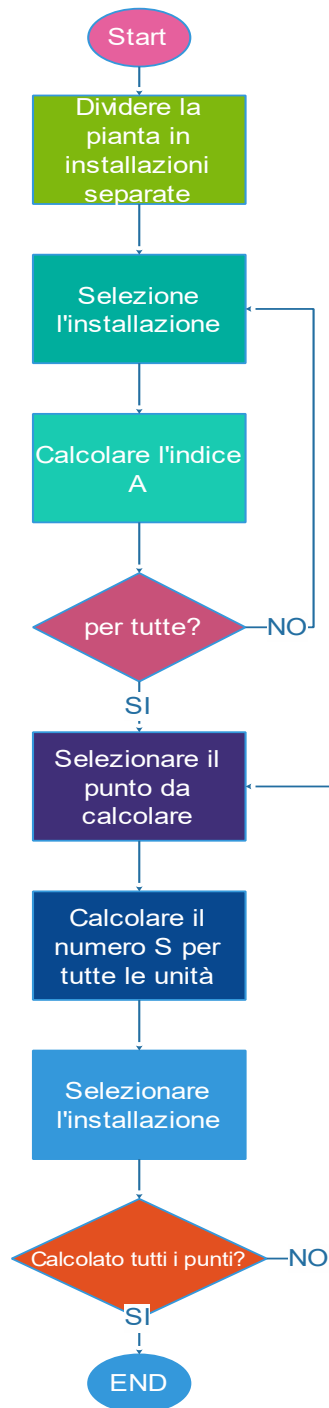 Start
Dividere la
pianta in
installazioni
separate
Selezione
l'installazione
Calcolare l'indice
A
per tutte?
NO
SI
Selezionare il
punto da
calcolare
Calcolare il
numero S per
tutte le unità
Selezionare
l'installazione
Calcolato tutti i punti?
NO
SI
END